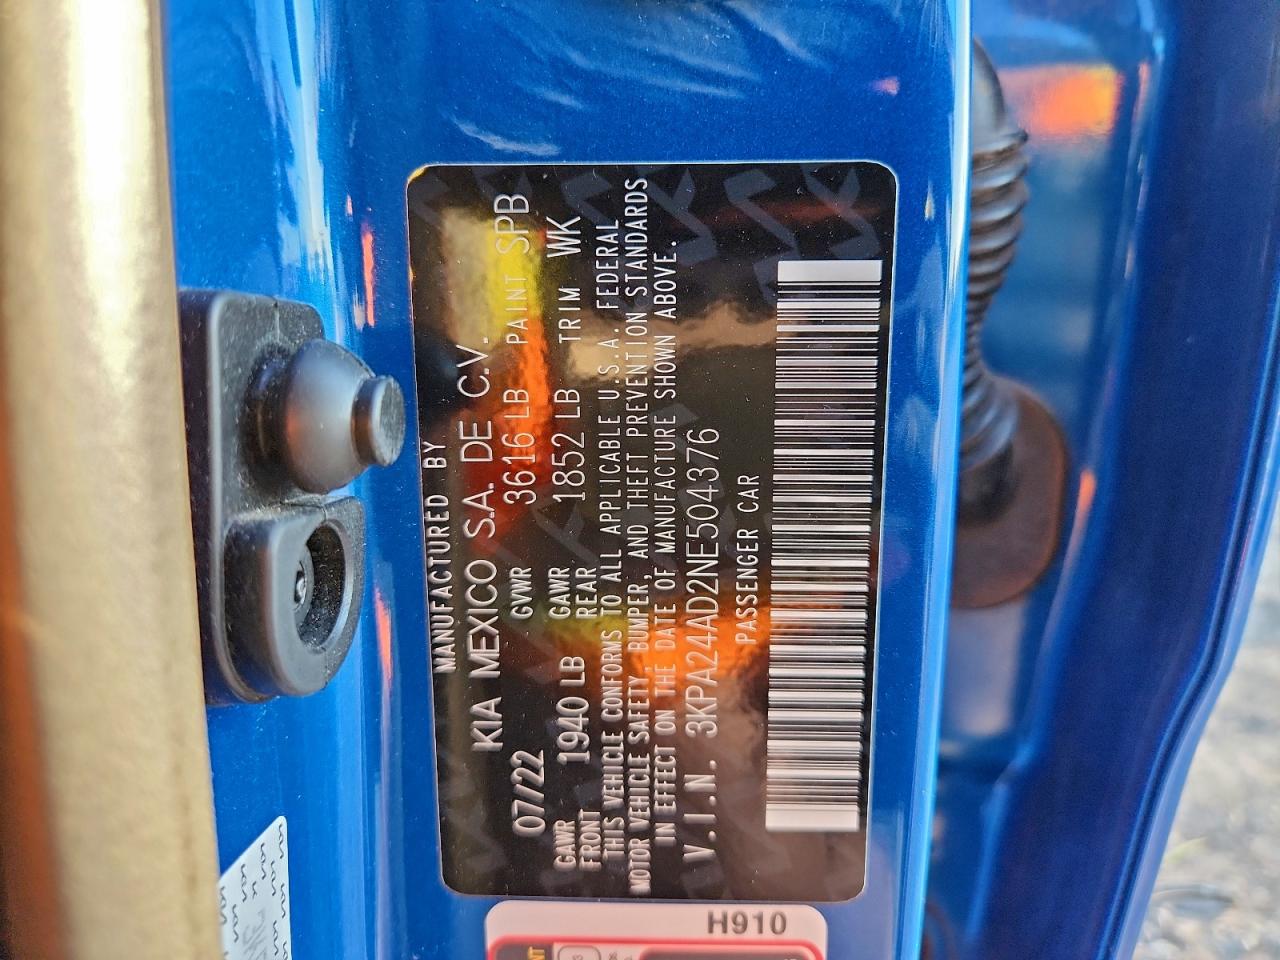 MANUFACTURED BY
KIA MEXICO S.A. DE C.V.
07/22 GVWR 3616 LB PAINT SPB
GAWR FRONT 1940 LB GAWR REAR 1852 LB TRIM WK
THIS VEHICLE CONFORMS TO ALL APPLICABLE U.S.A. FEDERAL
MOTOR VEHICLE SAFETY, BUMPER, AND THEFT PREVENTION STANDARDS
IN EFFECT ON THE DATE OF MANUFACTURE SHOWN ABOVE.
V.I.N. 3KPA24AD2NE504376
PASSENGER CAR
H910